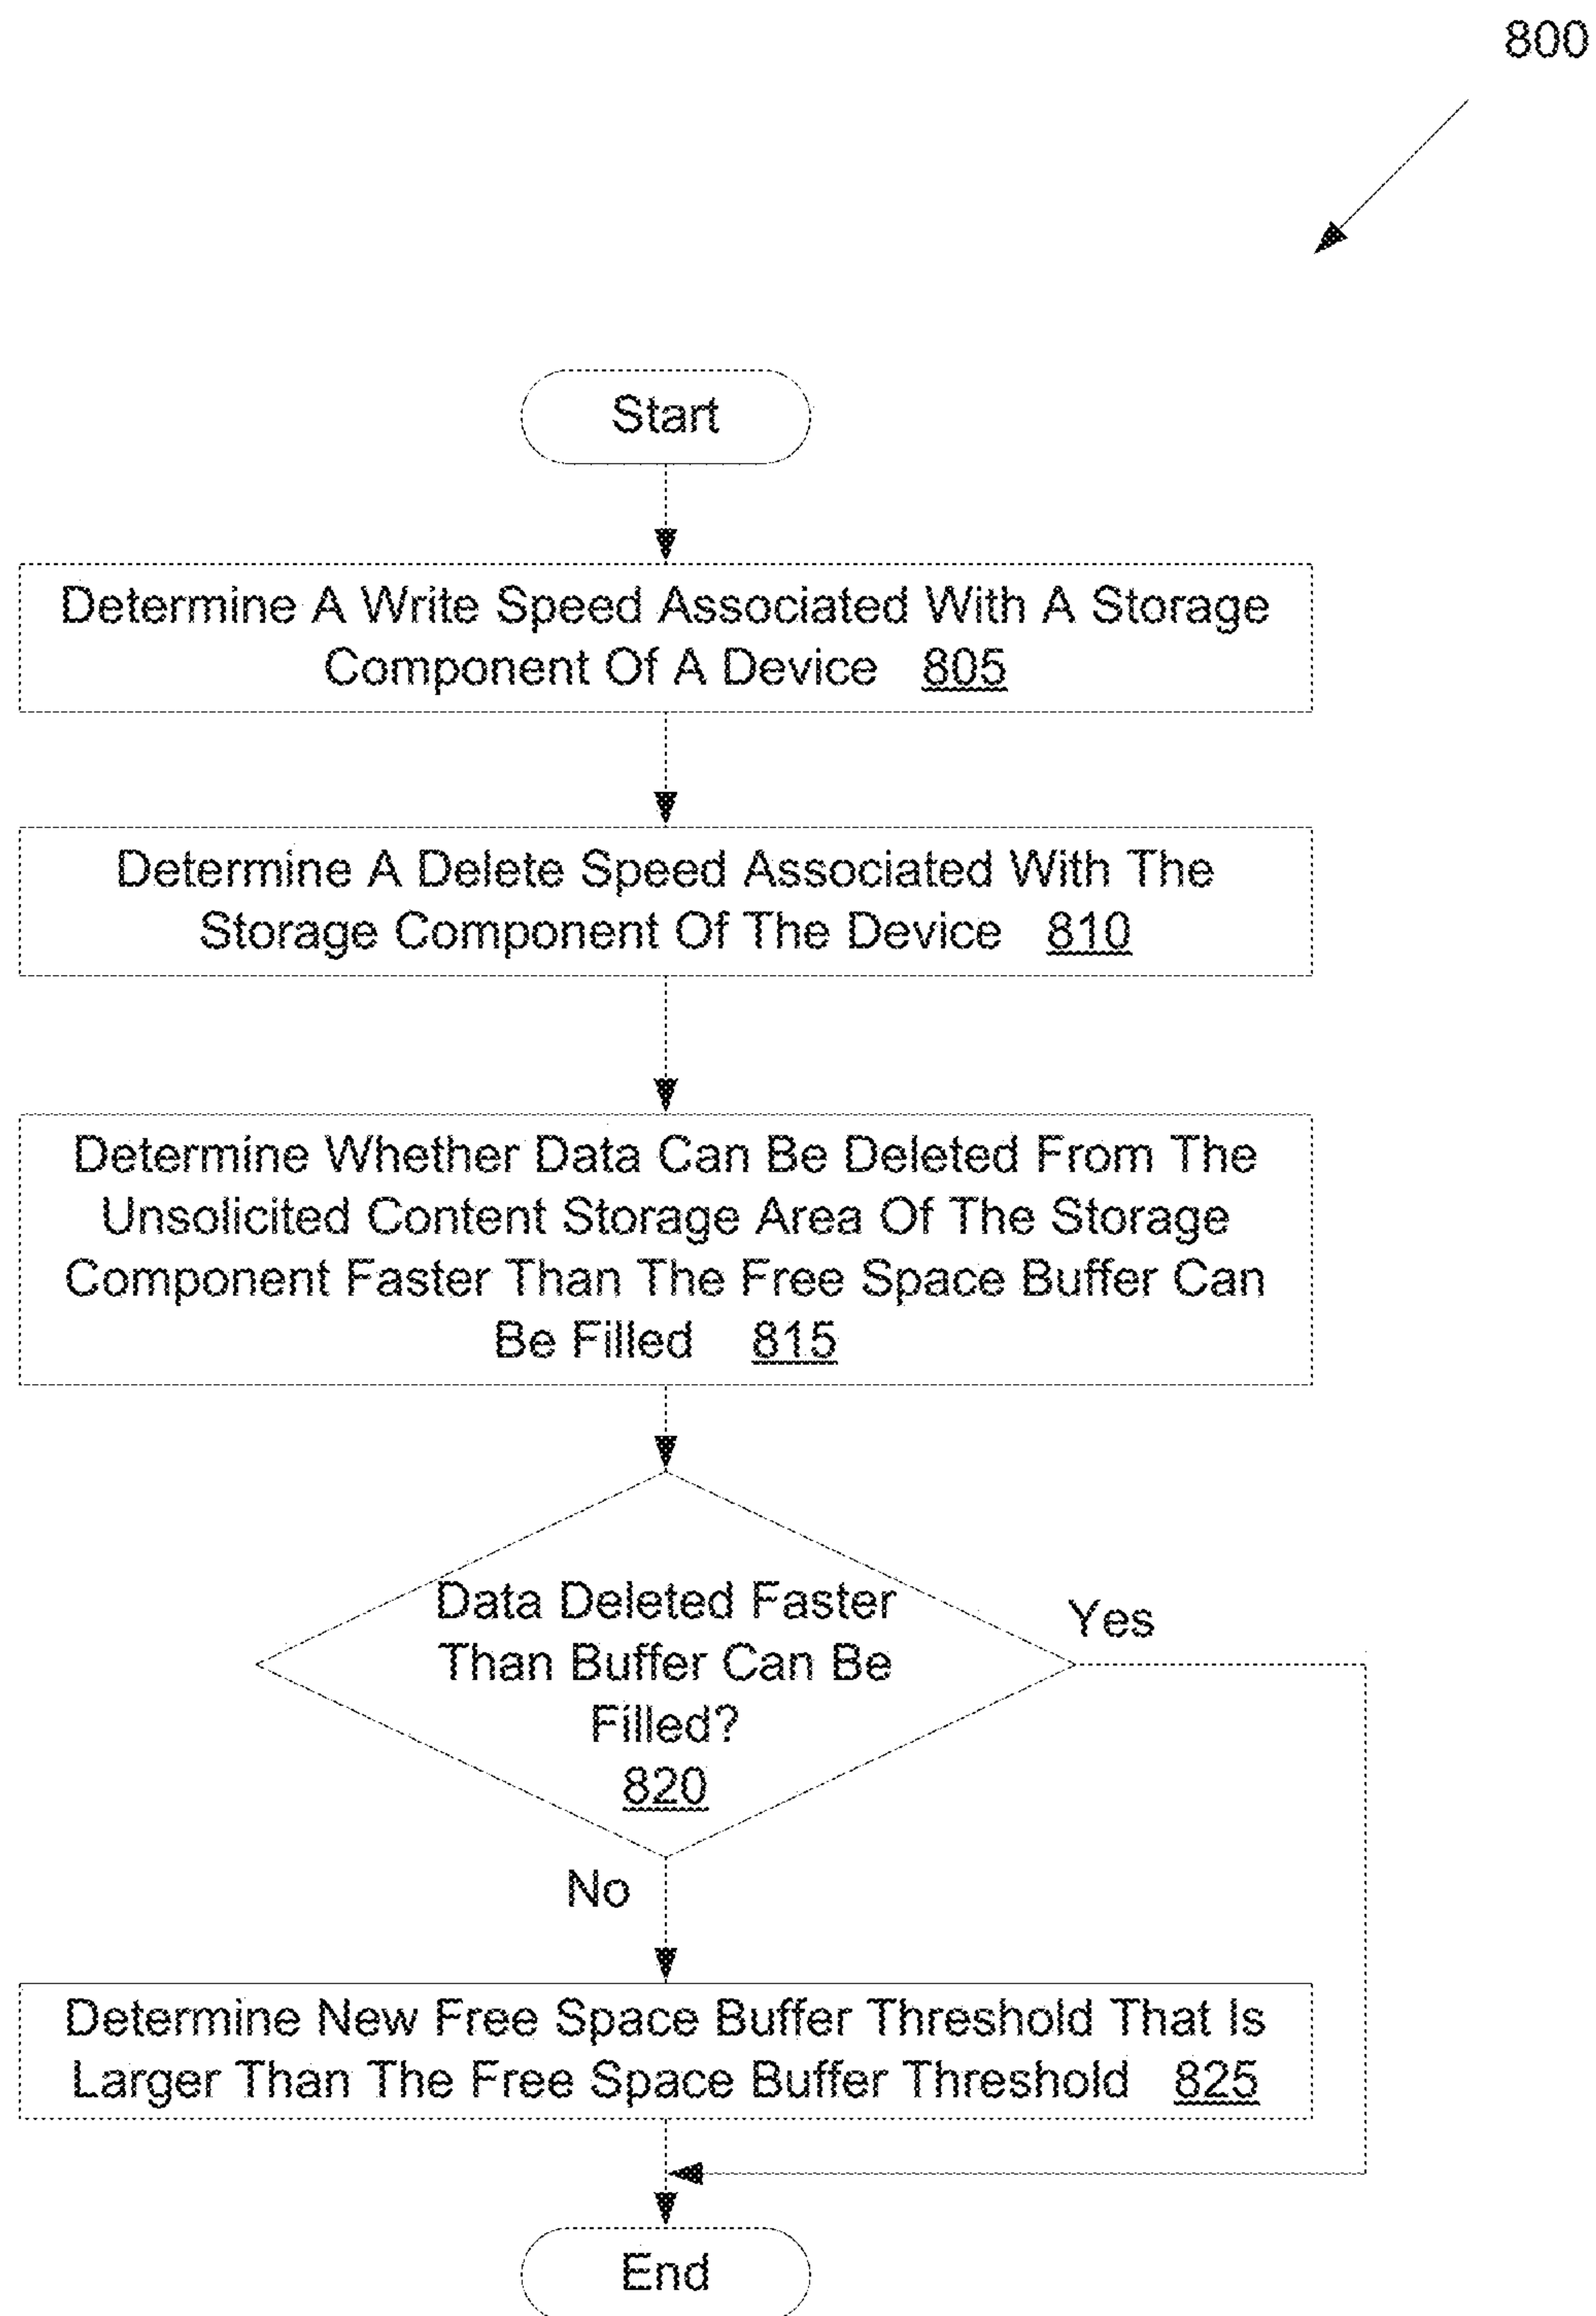 800
Start
Determine A Write Speed Associated With A Storage
Component Of A Device 805
Determine A Delete Speed Associated With The
Storage Component Of The Device 810
Determine Whether Data Can Be Deleted From The
Unsolicited Content Storage Area Of The Storage
Component Faster Than The Free Space Buffer Can
Be Filled 815
Data Deleted Faster
Than Buffer Can Be
Filled?
820
Yes
No
Determine New Free Space Buffer Threshold That Is
Larger Than The Free Space Buffer Threshold 825
End